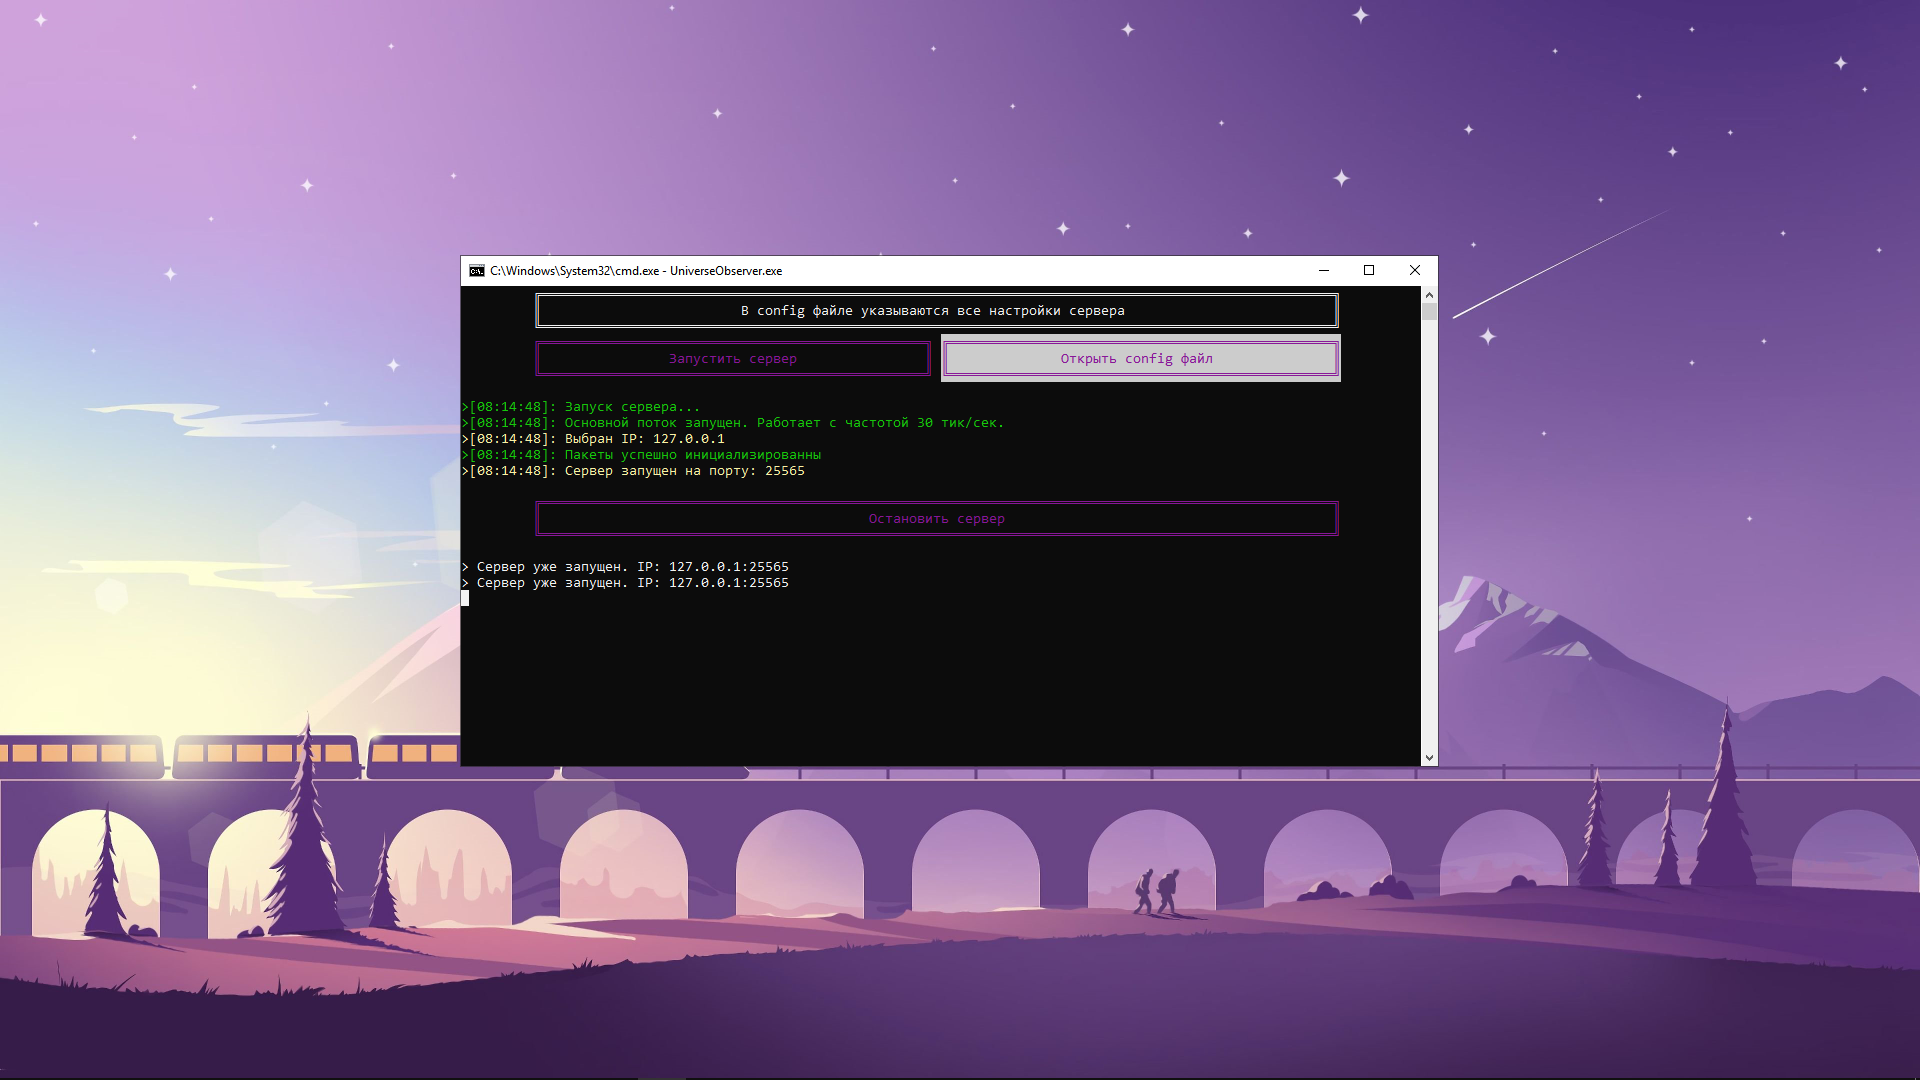 C:\Windows\System32\cmd.exe - UniverseObserver.exe
В config файле указываются все настройки сервера
Запустить сервер
Открыть config файл
>[08:14:48]: Запуск сервера...
>[08:14:48]: Основной поток запущен. Работает с частотой 30 тик/сек.
>[08:14:48]: Выбран IP: 127.0.0.1
>[08:14:48]: Пакеты успешно инициализированны
>[08:14:48]: Сервер запущен на порту: 25565
Остановить сервер
> Сервер уже запущен. IP: 127.0.0.1:25565
> Сервер уже запущен. IP: 127.0.0.1:25565